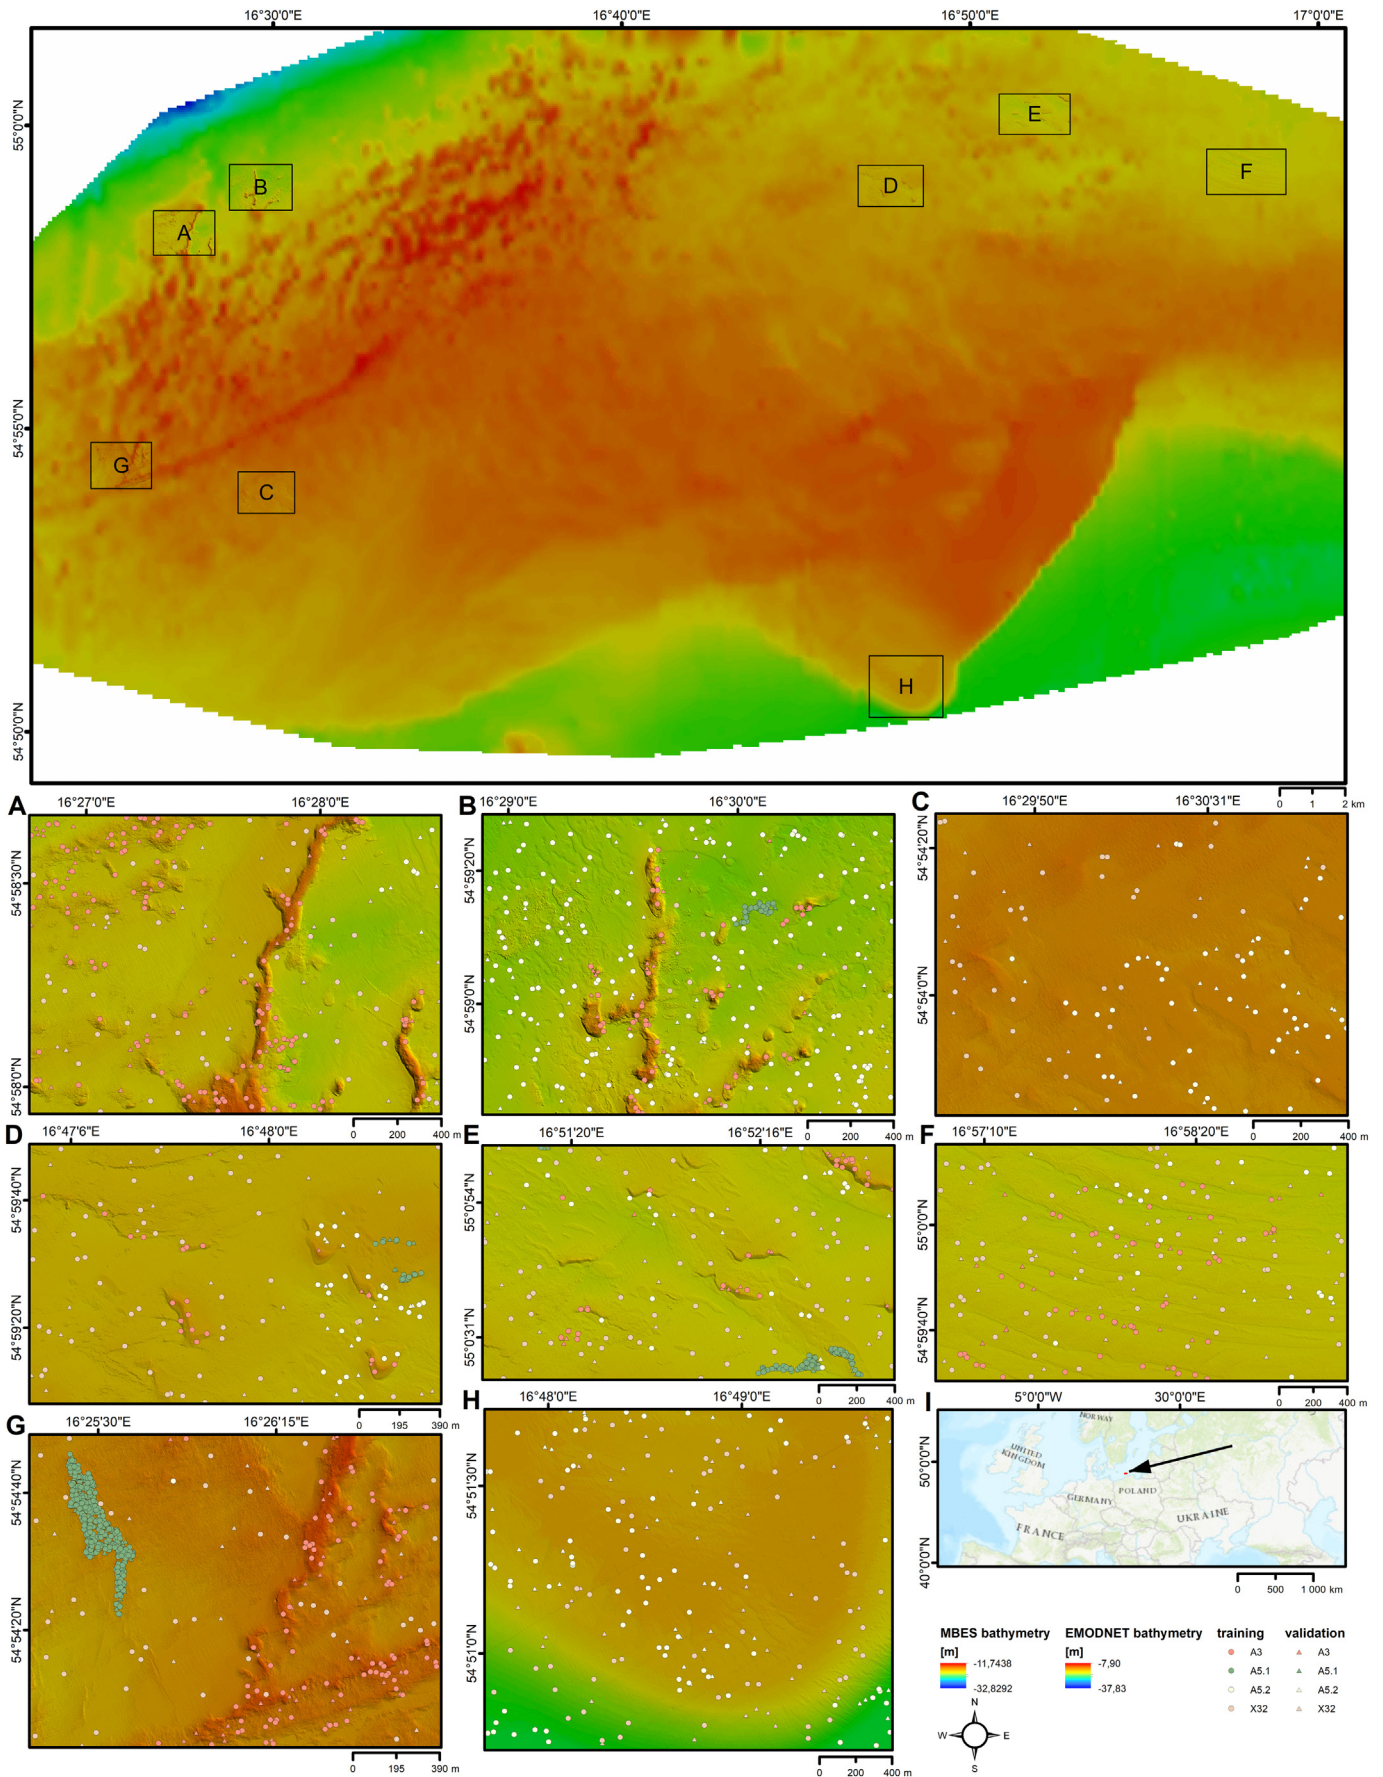 16°30'0"E 16°40'0"E 16°50'0"E 17°0'0"E
55°0'0"N
54°55'0"N
54°50'0"N
A
B
C
D
E
F
G
H
0 1 2 km
A
16°27'0"E 16°28'0"E
54°58'30"N
54°58'0"N
0 200 400 m
B
16°29'0"E 16°30'0"E
54°59'20"N
54°59'0"N
0 200 400 m
C
16°29'50"E 16°30'31"E
54°54'20"N
54°54'0"N
0 200 400 m
D
16°47'6"E 16°48'0"E
54°59'40"N
54°59'20"N
0 195 390 m
E
16°51'20"E 16°52'16"E
55°0'54"N
55°0'31"N
0 200 400 m
F
16°57'10"E 16°58'20"E
55°0'0"N
54°59'40"N
0 200 400 m
G
16°25'30"E 16°26'15"E
54°54'40"N
54°54'20"N
0 195 390 m
H
16°48'0"E 16°49'0"E
54°51'30"N
54°51'0"N
0 200 400 m
I
5°0'0"W 30°0'0"E
50°0'0"N
40°0'0"N
NORWAY
UNITED
KINGDOM
GERMANY
POLAND
UKRAINE
FRANCE
0 500 1 000 km
MBES bathymetry
[m]
-11,7438
-32,8292
EMODNET bathymetry
[m]
-7,90
-37,83
training
A3
A5.1
A5.2
X32
validation
A3
A5.1
A5.2
X32
N
W E
S